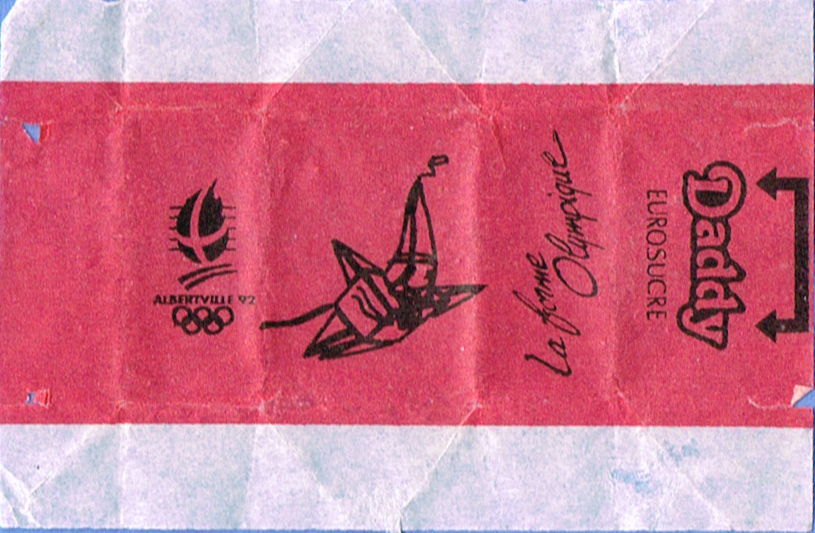 Daddy
EUROSUCRE
La forme
Olympique
ALBERTVILLE 92